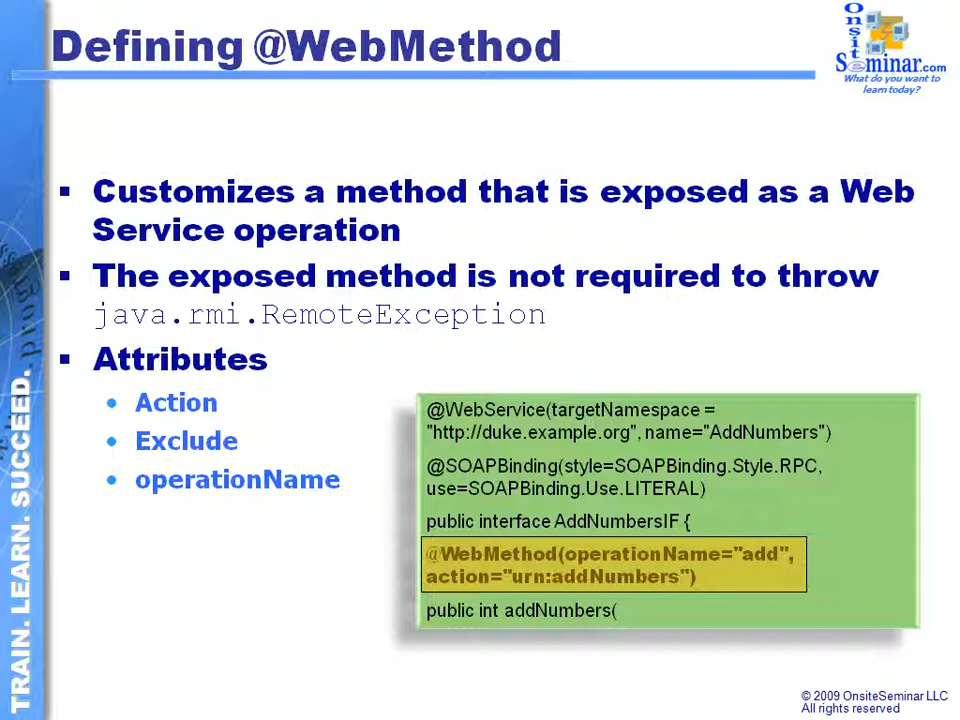 Defining @WebMethod
Onsite
Seminar.com
What do you want to
learn today?
▪ Customizes a method that is exposed as a Web
Service operation
▪ The exposed method is not required to throw
java.rmi.RemoteException
▪ Attributes
• Action
• Exclude
• operationName
@WebService(targetNamespace =
"http://duke.example.org", name="AddNumbers")
@SOAPBinding(style=SOAPBinding.Style.RPC,
use=SOAPBinding.Use.LITERAL)
public interface AddNumbersIF {
@WebMethod(operationName="add",
action="urn:addNumbers")
public int addNumbers(
TRAIN. LEARN. SUCCEED.
© 2009 OnsiteSeminar LLC
All rights reserved